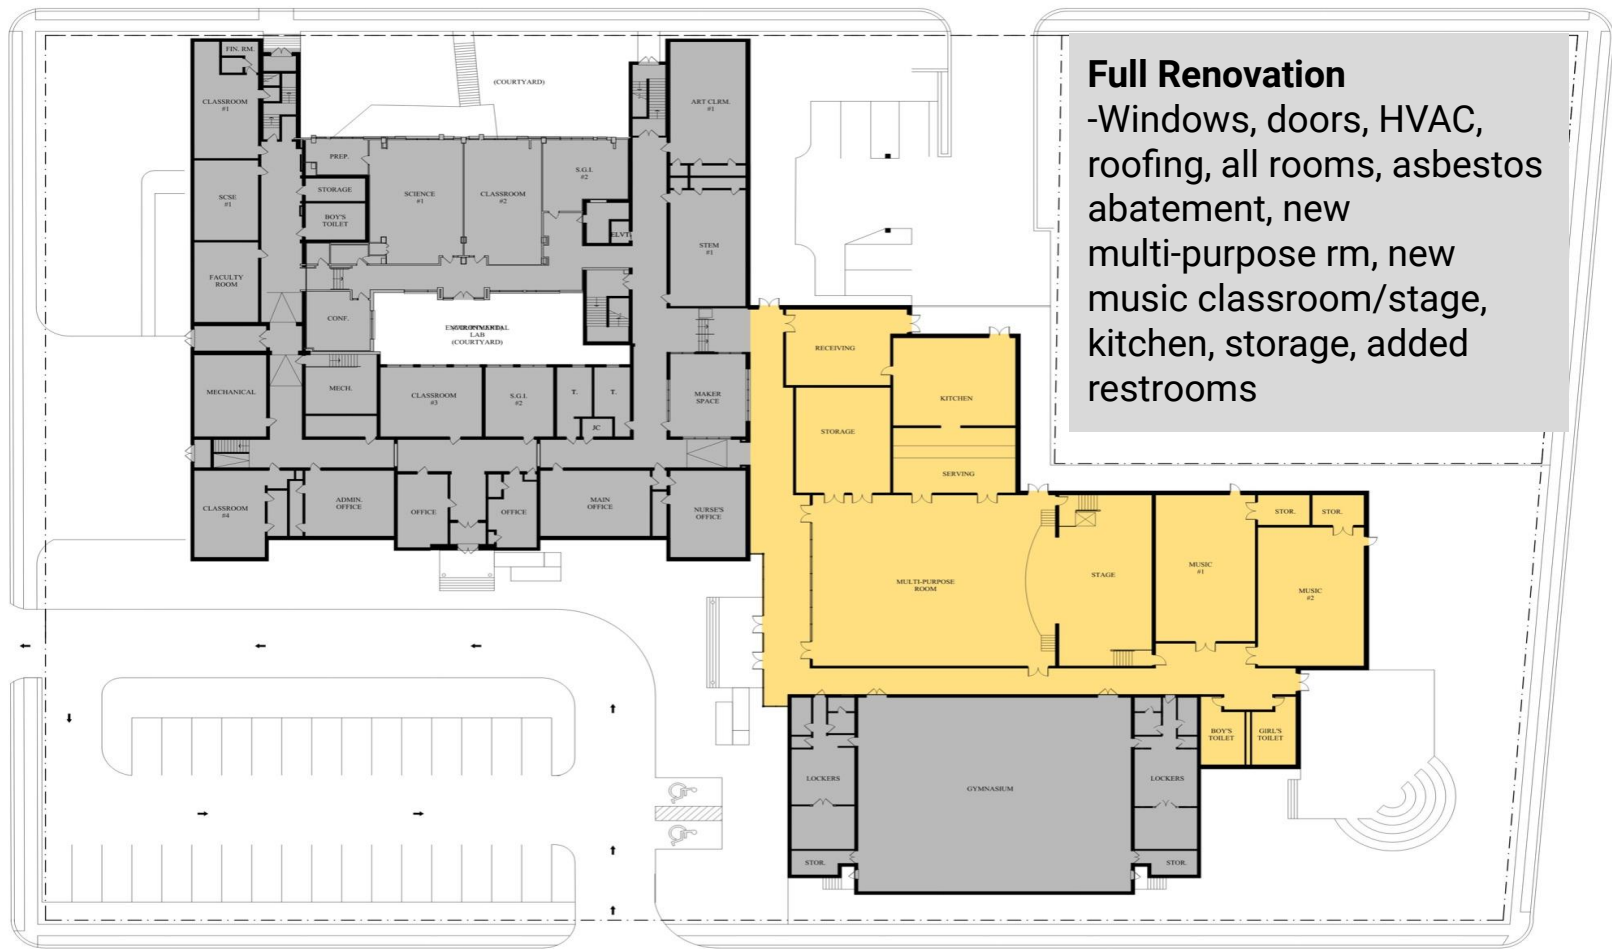 Full Renovation
-Windows, doors, HVAC,
roofing, all rooms, asbestos
abatement, new
multi-purpose rm, new
music classroom/stage,
kitchen, storage, added
restrooms
(COURTYARD)
FIN. RM.
CLASSROOM
#1
ART CLRM.
#1
PREP.
STORAGE
BOY'S
TOILET
SCIENCE
#1
CLASSROOM
#2
S.G.I.
#2
SCSE
#1
ELVT.
STEM
#1
FACULTY
ROOM
CONF.
LAB
(COURTYARD)
RECEIVING
MECHANICAL
MECH.
CLASSROOM
#3
S.G.I.
#2
T.
T.
JC
MAKER
SPACE
KITCHEN
STORAGE
SERVING
CLASSROOM
#4
ADMIN.
OFFICE
OFFICE
OFFICE
MAIN
OFFICE
NURSE'S
OFFICE
STOR.
STOR.
MULTI-PURPOSE
ROOM
STAGE
MUSIC
#1
MUSIC
#2
BOY'S
TOILET
GIRL'S
TOILET
LOCKERS
GYMNASIUM
LOCKERS
STOR.
STOR.